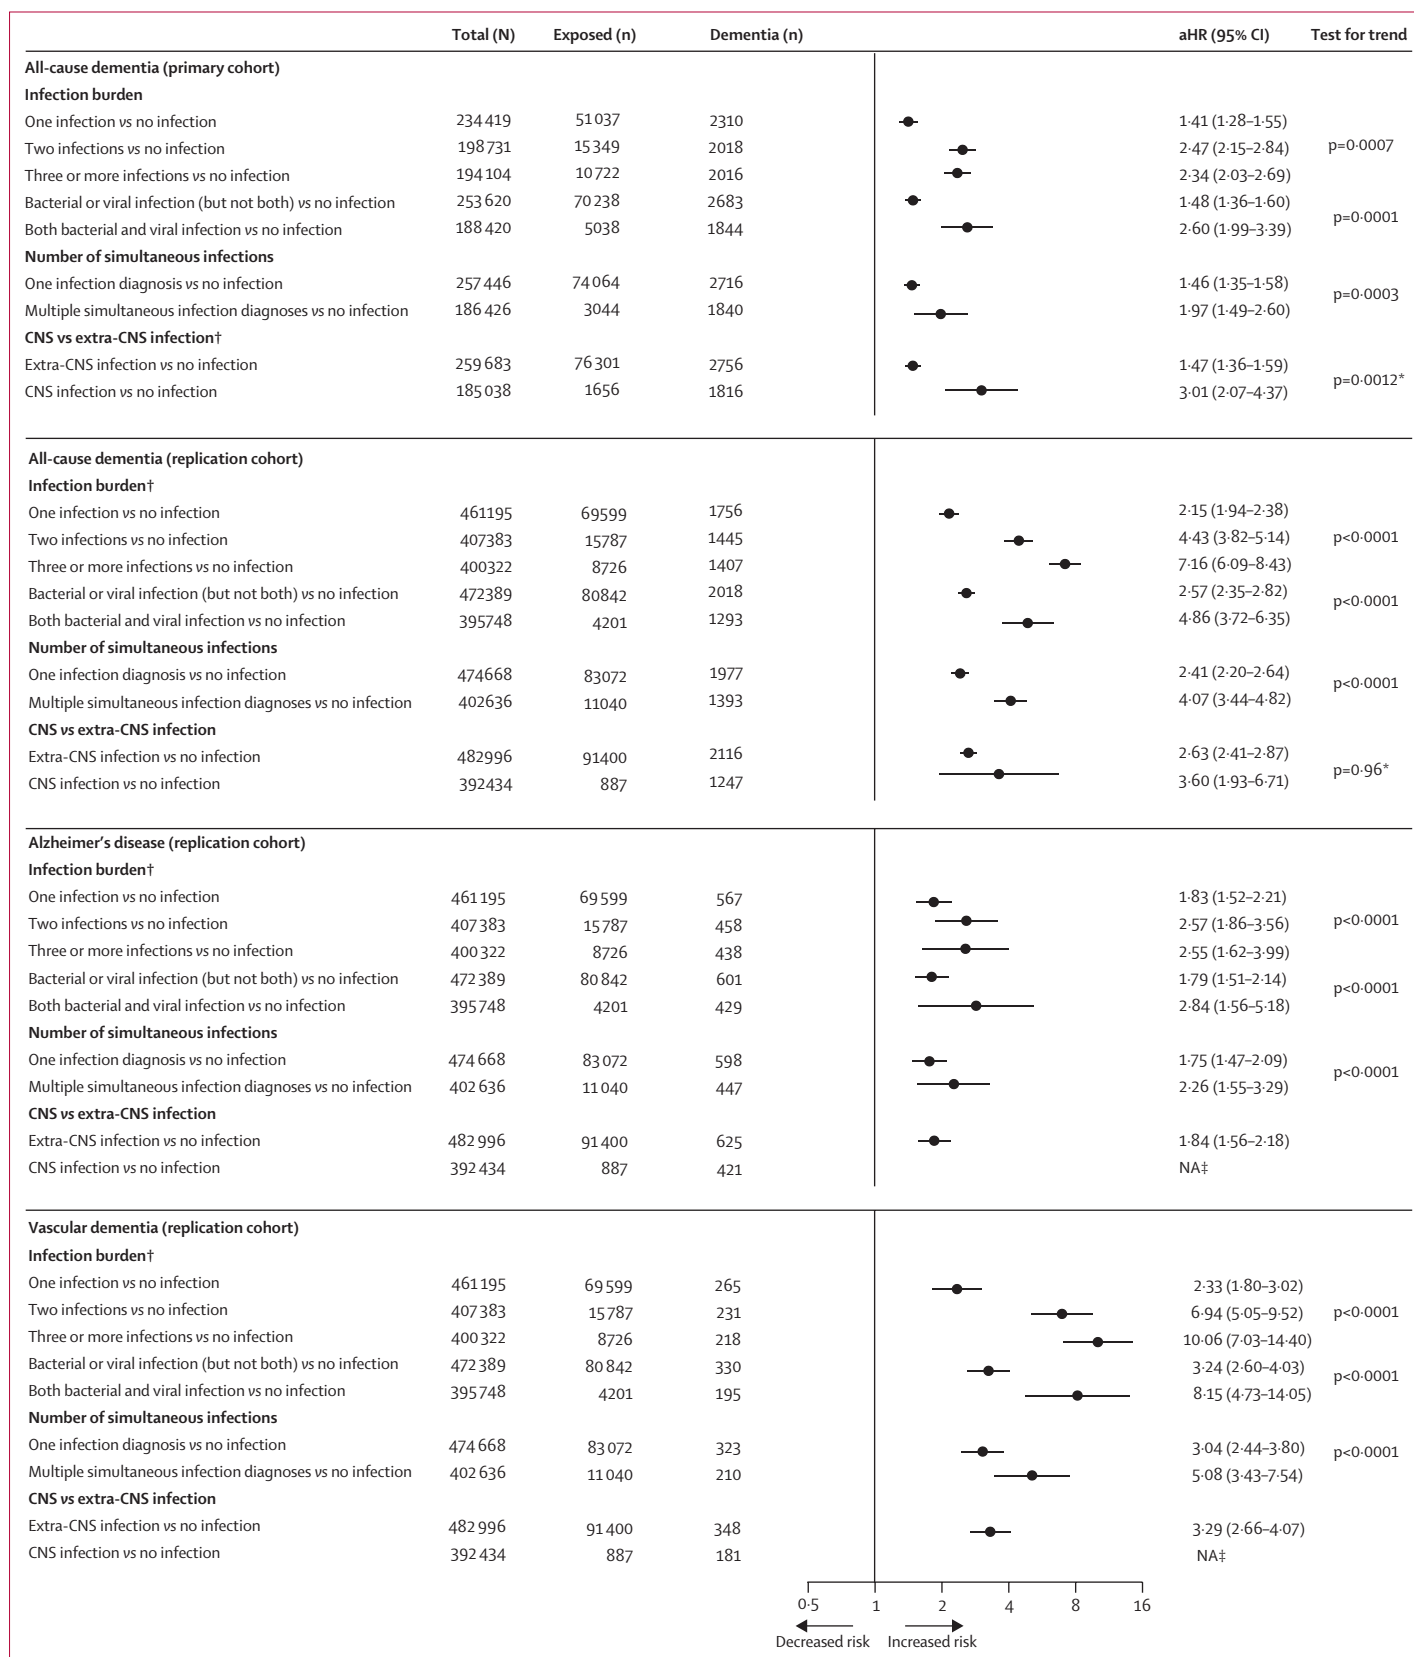 Total (N) Exposed (n) Dementia (n) aHR (95% CI) Test for trend
All-cause dementia (primary cohort)
Infection burden
One infection vs no infection 234 419 51 037 2310 1·41 (1·28–1·55)
Two infections vs no infection 198 731 15 349 2018 2·47 (2·15–2·84) p=0·0007
Three or more infections vs no infection 194 104 10 722 2016 2·34 (2·03–2·69)
Bacterial or viral infection (but not both) vs no infection 253 620 70 238 2683 1·48 (1·36–1·60)
p=0·0001
Both bacterial and viral infection vs no infection 188 420 5038 1844 2·60 (1·99–3·39)
Number of simultaneous infections
One infection diagnosis vs no infection 257 446 74 064 2716 1·46 (1·35–1·58)
p=0·0003
Multiple simultaneous infection diagnoses vs no infection 186 426 3044 1840 1·97 (1·49–2·60)
CNS vs extra-CNS infection†
Extra-CNS infection vs no infection 259 683 76 301 2756 1·47 (1·36–1·59)
p=0·0012*
CNS infection vs no infection 185 038 1656 1816 3·01 (2·07–4·37)
All-cause dementia (replication cohort)
Infection burden†
One infection vs no infection 461195 69599 1756 2·15 (1·94–2·38)
Two infections vs no infection 407383 15787 1445 4·43 (3·82–5·14) p<0·0001
Three or more infections vs no infection 400322 8726 1407 7·16 (6·09–8·43)
Bacterial or viral infection (but not both) vs no infection 472389 80842 2018 2·57 (2·35–2·82)
p<0·0001
Both bacterial and viral infection vs no infection 395748 4201 1293 4·86 (3·72–6·35)
Number of simultaneous infections
One infection diagnosis vs no infection 474668 83072 1977 2·41 (2·20–2·64)
p<0·0001
Multiple simultaneous infection diagnoses vs no infection 402636 11040 1393 4·07 (3·44–4·82)
CNS vs extra-CNS infection
Extra-CNS infection vs no infection 482996 91400 2116 2·63 (2·41–2·87)
p=0·96*
CNS infection vs no infection 392434 887 1247 3·60 (1·93–6·71)
Alzheimer's disease (replication cohort)
Infection burden†
One infection vs no infection 461 195 69 599 567 1·83 (1·52–2·21)
Two infections vs no infection 407 383 15 787 458 2·57 (1·86–3·56) p<0·0001
Three or more infections vs no infection 400 322 8726 438 2·55 (1·62–3·99)
Bacterial or viral infection (but not both) vs no infection 472 389 80 842 601 1·79 (1·51–2·14)
p<0·0001
Both bacterial and viral infection vs no infection 395 748 4201 429 2·84 (1·56–5·18)
Number of simultaneous infections
One infection diagnosis vs no infection 474 668 83 072 598 1·75 (1·47–2·09)
p<0·0001
Multiple simultaneous infection diagnoses vs no infection 402 636 11 040 447 2·26 (1·55–3·29)
CNS vs extra-CNS infection
Extra-CNS infection vs no infection 482 996 91 400 625 1·84 (1·56–2·18)
CNS infection vs no infection 392 434 887 421 NA‡
Vascular dementia (replication cohort)
Infection burden†
One infection vs no infection 461 195 69 599 265 2·33 (1·80–3·02)
Two infections vs no infection 407 383 15 787 231 6·94 (5·05–9·52) p<0·0001
Three or more infections vs no infection 400 322 8726 218 10·06 (7·03–14·40)
Bacterial or viral infection (but not both) vs no infection 472 389 80 842 330 3·24 (2·60–4·03)
p<0·0001
Both bacterial and viral infection vs no infection 395 748 4201 195 8·15 (4·73–14·05)
Number of simultaneous infections
One infection diagnosis vs no infection 474 668 83 072 323 3·04 (2·44–3·80) p<0·0001
Multiple simultaneous infection diagnoses vs no infection 402 636 11 040 210 5·08 (3·43–7·54)
CNS vs extra-CNS infection
Extra-CNS infection vs no infection 482 996 91 400 348 3·29 (2·66–4·07)
CNS infection vs no infection 392 434 887 181 NA‡
0·5 1 2 4 8 16
Decreased risk Increased risk